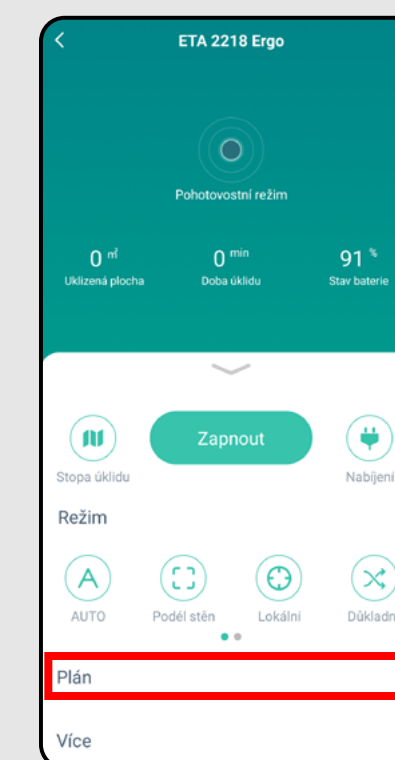 ETA 2218 Ergo
Pohotovostní režim
0 m² 0 min 91 %
Uklizená plocha Doba úklidu Stav baterie
Zapnout
Stopa úklidu Nabíjení
Režim
AUTO Podél stěn Lokální Důkladn
Plán
Více